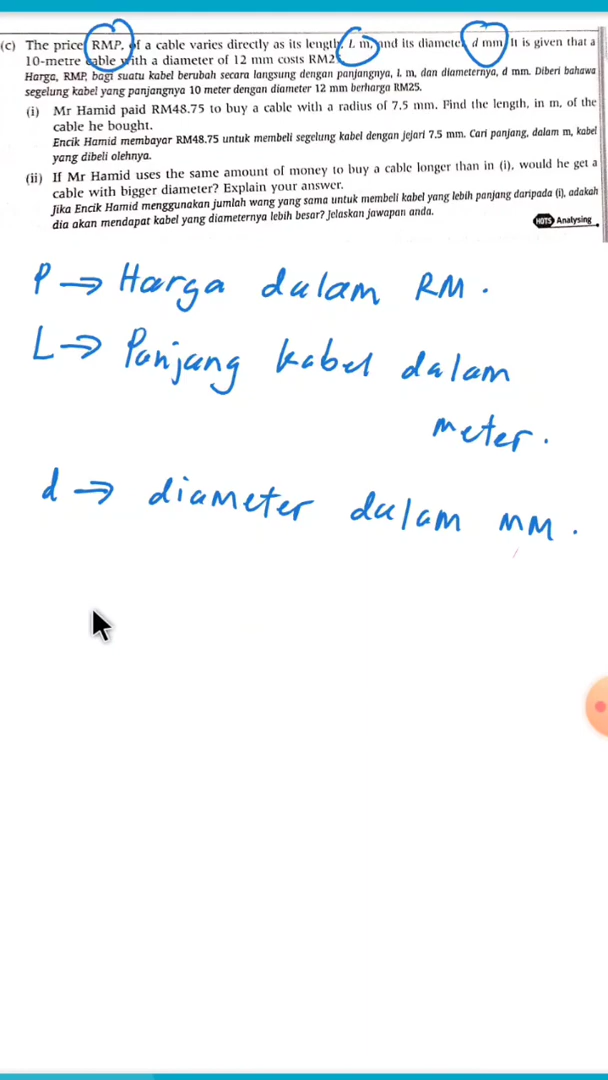 (c) The price, RMP, of a cable varies directly as its length, L m, and its diameter, d mm. It is given that a
10-metre cable with a diameter of 12 mm costs RM2
Harga, RMP, bagi suatu kabel berubah secara langsung dengan panjangnya, L m, dan diameternya, d mm. Diberi bahawa
segelung kabel yang panjangnya 10 meter dengan diameter 12 mm berharga RM25.
(i) Mr Hamid paid RM48.75 to buy a cable with a radius of 7.5 mm. Find the length, in m, of the
cable he bought.
Encik Hamid membayar RM48.75 untuk membeli segelung kabel dengan jejari 7.5 mm. Cari panjang, dalam m, kabel
yang dibeli olehnya.
(ii) If Mr Hamid uses the same amount of money to buy a cable longer than in (i), would he get a
cable with bigger diameter? Explain your answer.
Jika Encik Hamid menggunakan jumlah wang yang sama untuk membeli kabel yang lebih panjang daripada (i), adakah
dia akan mendapat kabel yang diameternya lebih besar? Jelaskan jawapan anda.
HOTS Analysing
P → Harga dalam RM.
L → Panjang kabel dalam
meter.
d → diameter dalam mm.